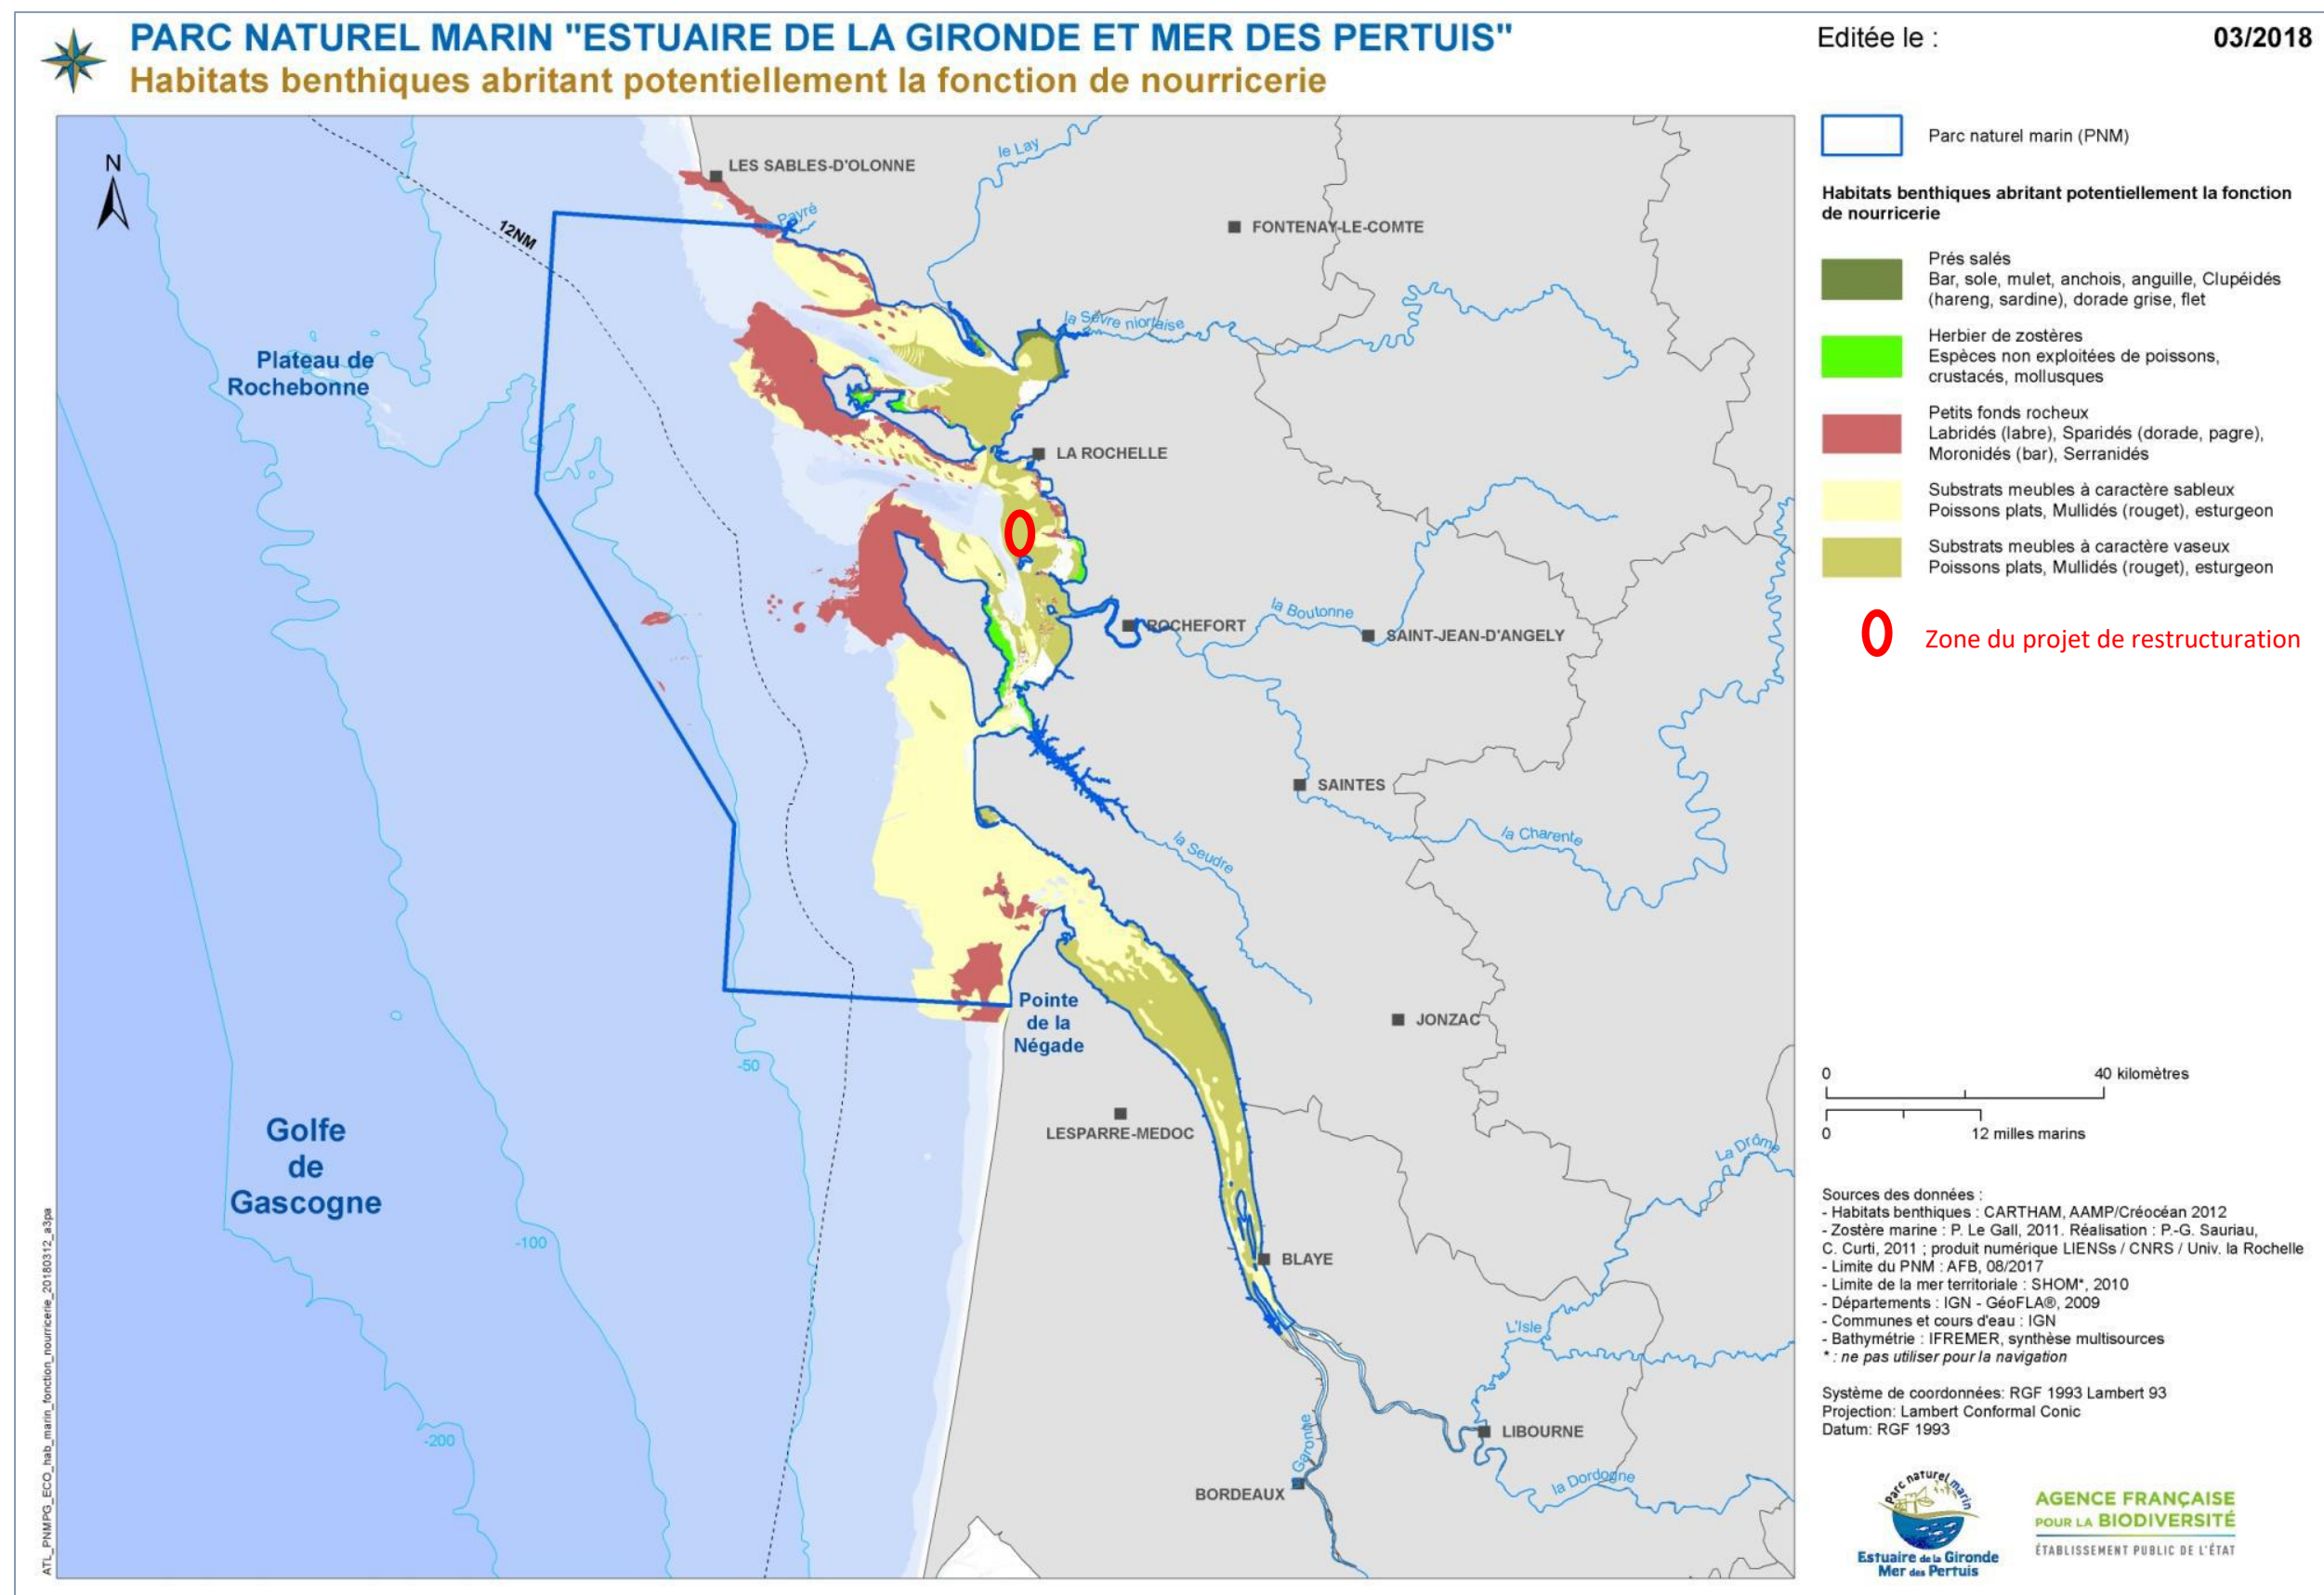 PARC NATUREL MARIN "ESTUAIRE DE LA GIRONDE ET MER DES PERTUIS"
Habitats benthiques abritant potentiellement la fonction de nourricerie
Editée le : 03/2018
N
12NM
LES SABLES-D'OLONNE
Payré
le Lay
FONTENAY-LE-COMTE
la Sèvre niortaise
Plateau de
Rochebonne
LA ROCHELLE
ROCHEFORT
la Boutonne
SAINT-JEAN-D'ANGELY
SAINTES
la Charente
la Seudre
Pointe
de la
Négade
JONZAC
-50
LESPARRE-MEDOC
Golfe
de
Gascogne
-100
La Drôme
BLAYE
L'Isle
-200
LIBOURNE
Garonne
la Dordogne
BORDEAUX
ATL_PNMPG_ECO_hab_marin_fonction_nourricerie_20180312_a3pa
Parc naturel marin (PNM)
Habitats benthiques abritant potentiellement la fonction
de nourricerie
Prés salés
Bar, sole, mulet, anchois, anguille, Clupéidés
(hareng, sardine), dorade grise, flet
Herbier de zostères
Espèces non exploitées de poissons,
crustacés, mollusques
Petits fonds rocheux
Labridés (labre), Sparidés (dorade, pagre),
Moronidés (bar), Serranidés
Substrats meubles à caractère sableux
Poissons plats, Mullidés (rouget), esturgeon
Substrats meubles à caractère vaseux
Poissons plats, Mullidés (rouget), esturgeon
Zone du projet de restructuration
0 40 kilomètres
0 12 milles marins
Sources des données :
- Habitats benthiques : CARTHAM, AAMP/Créocéan 2012
- Zostère marine : P. Le Gall, 2011. Réalisation : P.-G. Sauriau,
C. Curti, 2011 ; produit numérique LIENSs / CNRS / Univ. la Rochelle
- Limite du PNM : AFB, 08/2017
- Limite de la mer territoriale : SHOM*, 2010
- Départements : IGN - GéoFLA®, 2009
- Communes et cours d'eau : IGN
- Bathymétrie : IFREMER, synthèse multisources
* : ne pas utiliser pour la navigation
Système de coordonnées: RGF 1993 Lambert 93
Projection: Lambert Conformal Conic
Datum: RGF 1993
Parc naturel marin
Estuaire de la Gironde
Mer des Pertuis
AGENCE FRANÇAISE
POUR LA BIODIVERSITÉ
ÉTABLISSEMENT PUBLIC DE L'ÉTAT